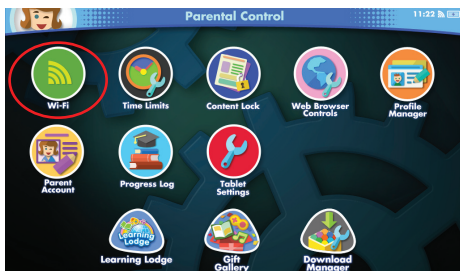 Parental Control
11:22
Wi-Fi
Time Limits
Content Lock
Web Browser
Controls
Profile
Manager
Parent
Account
Progress Log
Tablet
Settings
Learning
Lodge
Learning Lodge
Gift
Gallery
Download
Manager